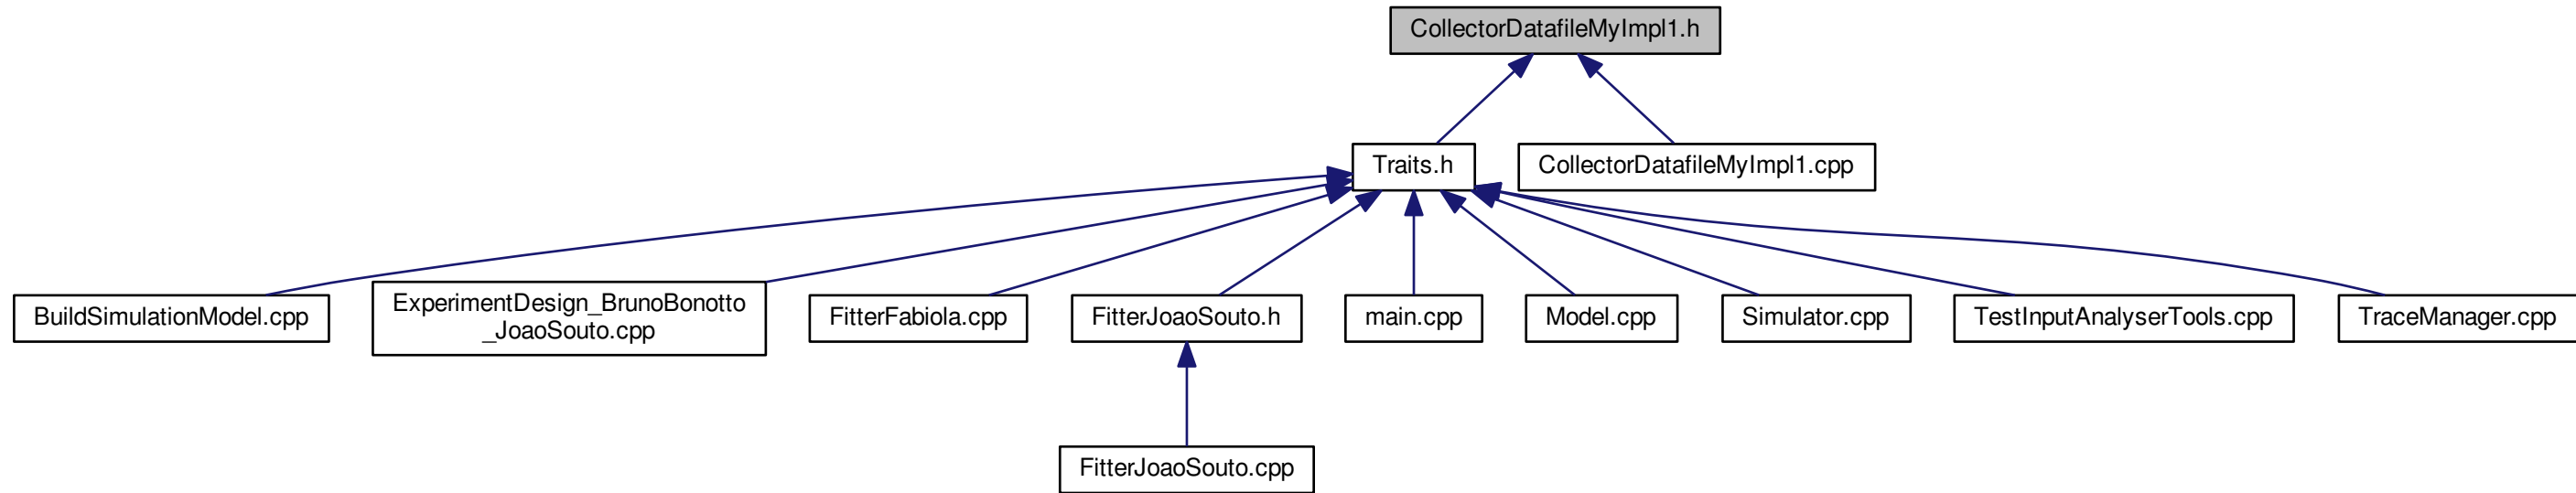 CollectorDatafileMyImpl1.h
Traits.h
CollectorDatafileMyImpl1.cpp
BuildSimulationModel.cpp
ExperimentDesign_BrunoBonotto
_JoaoSouto.cpp
FitterFabiola.cpp
FitterJoaoSouto.h
main.cpp
Model.cpp
Simulator.cpp
TestInputAnalyserTools.cpp
TraceManager.cpp
FitterJoaoSouto.cpp